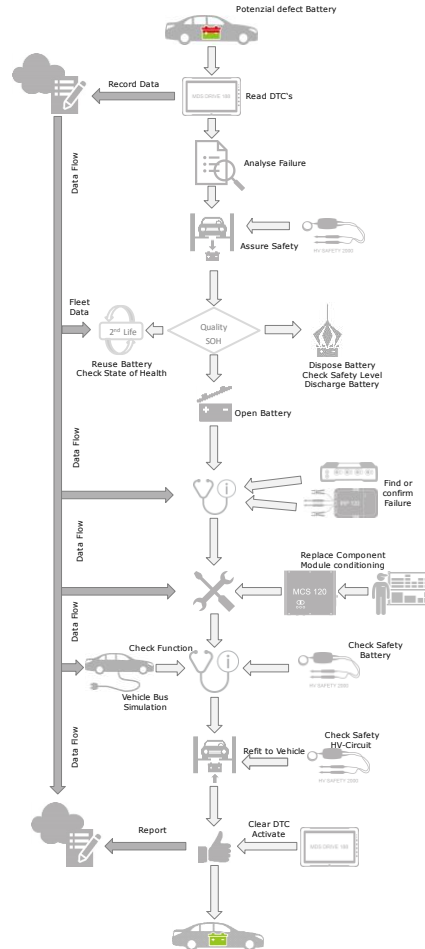 Potenzial defect Battery
Record Data
MDS DRIVE 186
Read DTC's
Data Flow
Analyse Failure
Assure Safety
HV SAFETY 2000
Fleet
Data
2nd Life
Quality
SOH
Reuse Battery
Check State of Health
Dispose Battery
Check Safety Level
Discharge Battery
Open Battery
Data Flow
Find or
confirm
Failure
Data Flow
Replace Component
Module conditioning
MCS 120
Data Flow
Check Function
Check Safety
Battery
Vehicle Bus
Simulation
HV SAFETY 2000
Data Flow
Refit to Vehicle
Check Safety
HV-Circuit
HV SAFETY 2000
Report
Clear DTC
Activate
MDS DRIVE 186